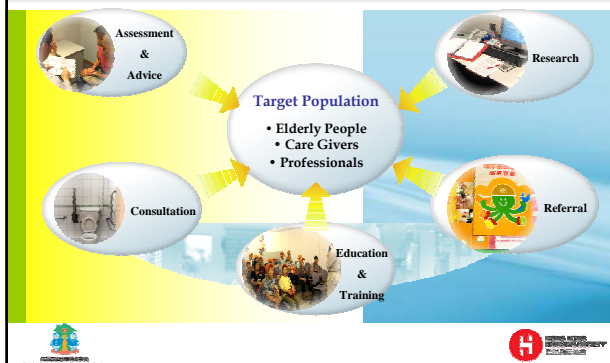 Assessment
&
Advice
Research
Target Population
• Elderly People
• Care Givers
• Professionals
Consultation
Referral
Education
&
Training